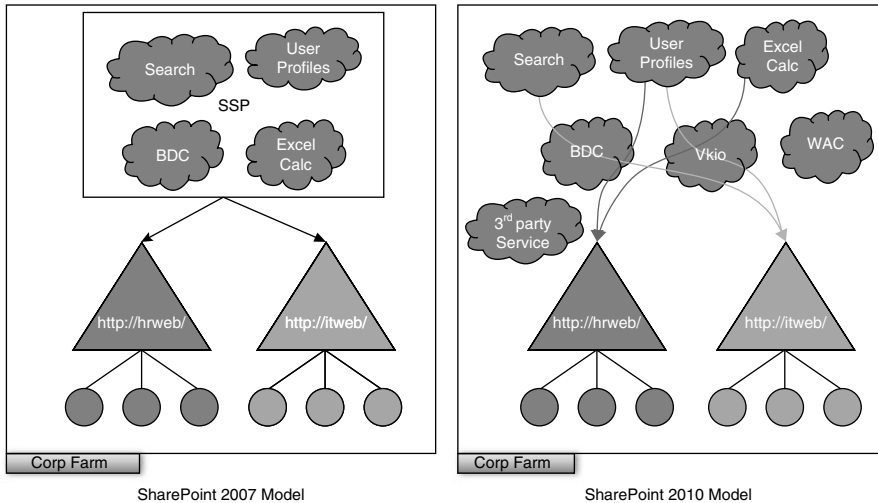 Search
User
Profiles
SSP
BDC
Excel
Calc
http://hrweb/
http://itweb/
Corp Farm
SharePoint 2007 Model
Search
User
Profiles
Excel
Calc
BDC
Vkio
WAC
3rd party
Service
http://hrweb/
http://itweb/
Corp Farm
SharePoint 2010 Model